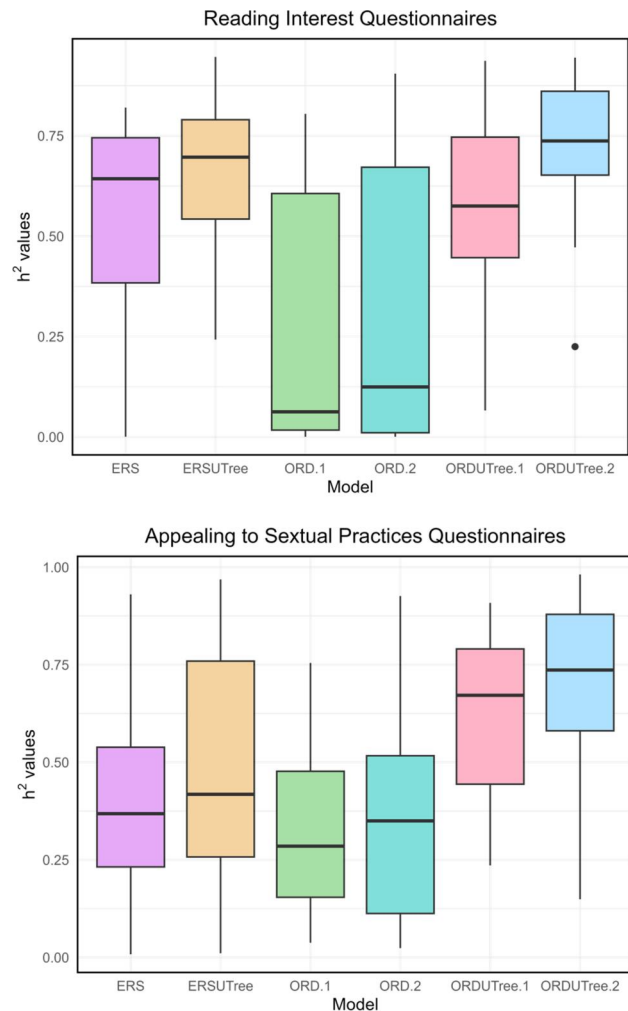 Reading Interest Questionnaires
h² values
0.75
0.50
0.25
0.00
ERS ERSUTree ORD.1 ORD.2 ORDUTree.1 ORDUTree.2
Model
Appealing to Sextual Practices Questionnaires
h² values
1.00
0.75
0.50
0.25
0.00
ERS ERSUTree ORD.1 ORD.2 ORDUTree.1 ORDUTree.2
Model